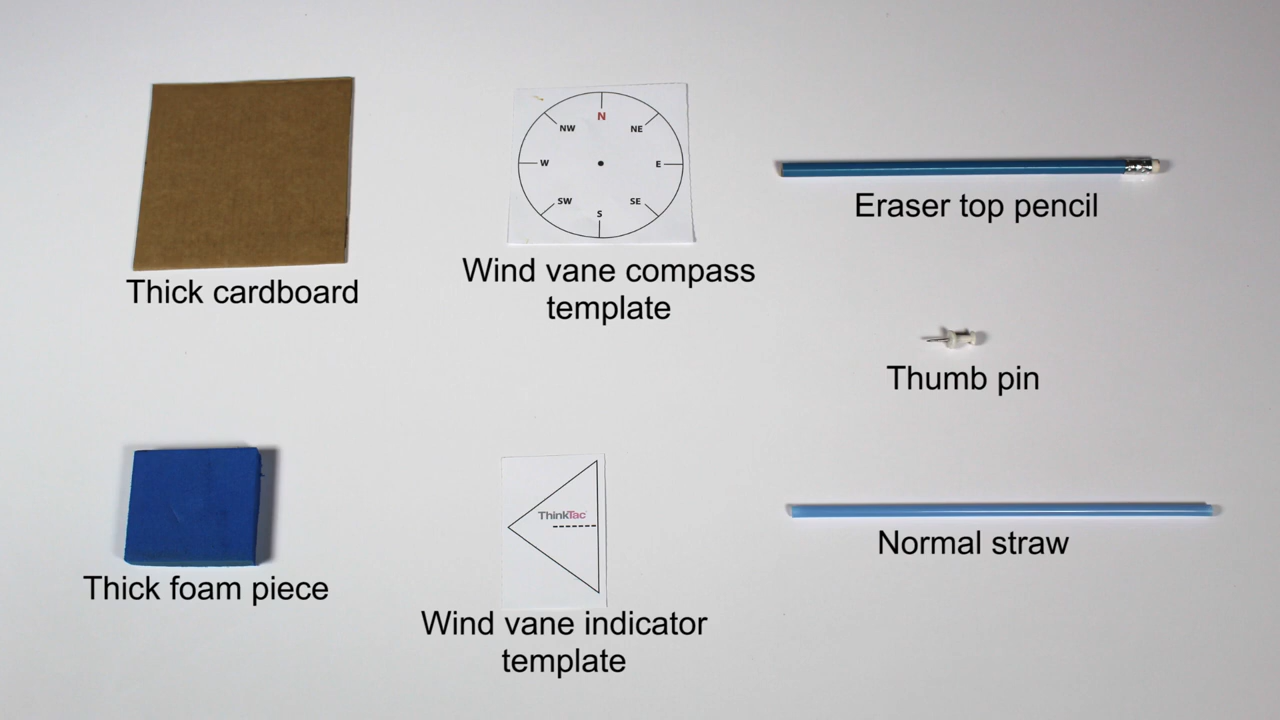 N
NW
NE
W
E
SW
SE
S
Eraser top pencil
Thick cardboard
Wind vane compass
template
Thumb pin
ThinkTac
Normal straw
Thick foam piece
Wind vane indicator
template